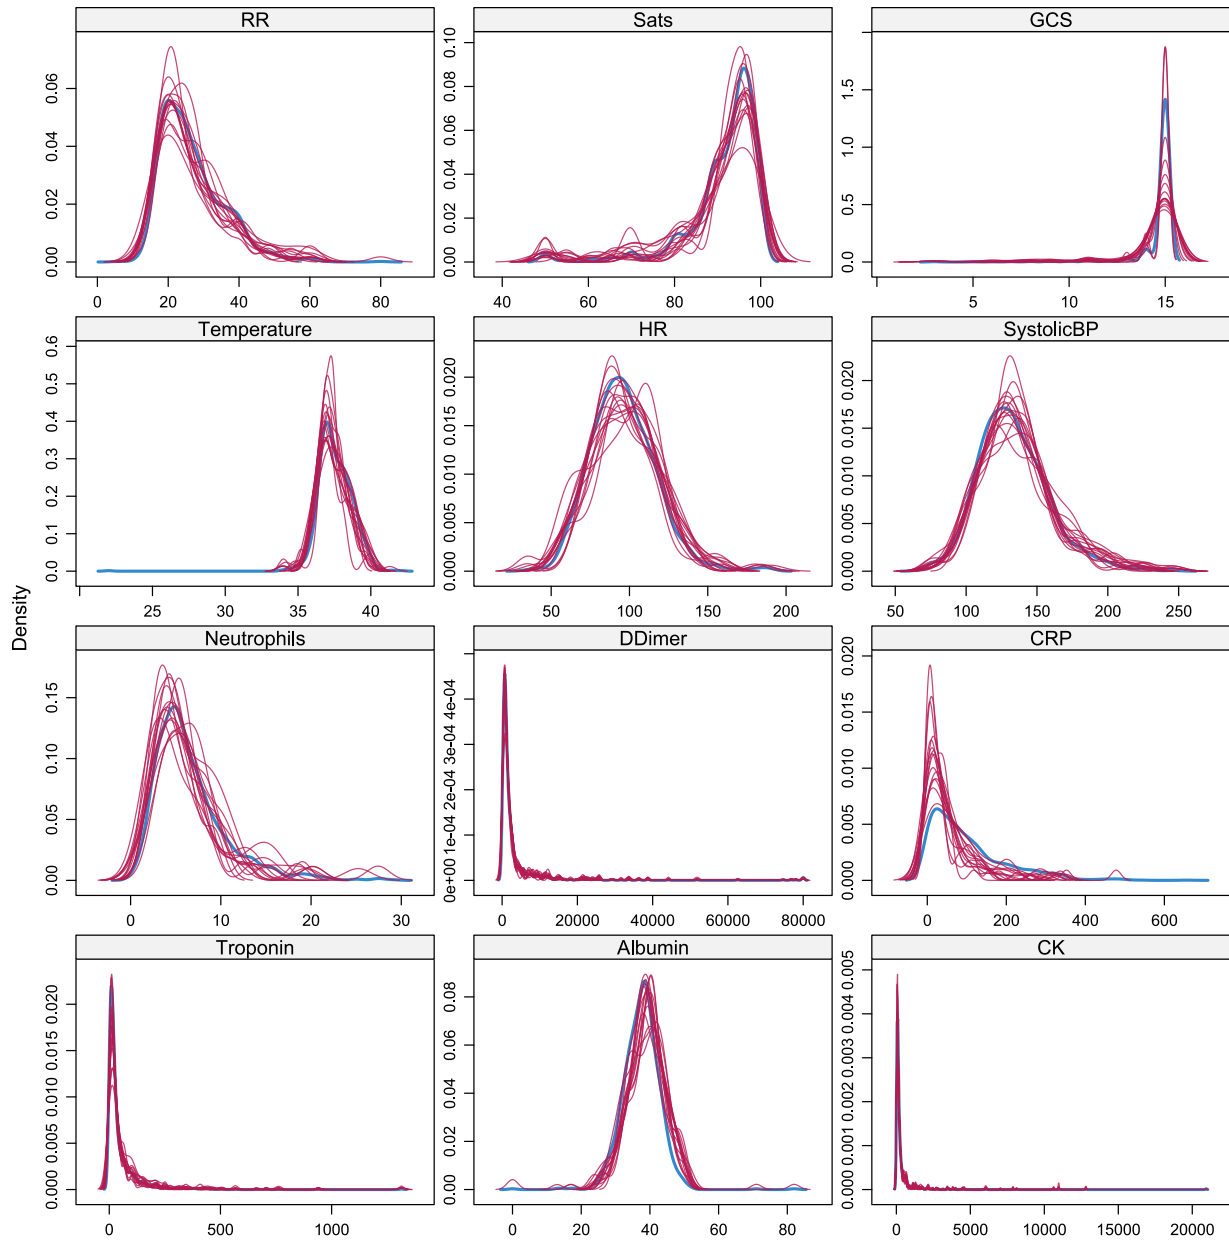 RR Sats GCS
0.00 0.02 0.04 0.06
0.00 0.02 0.04 0.06 0.08 0.10
0.0 0.5 1.0 1.5
0 20 40 60 80
40 60 80 100
5 10 15
Temperature HR SystolicBP
0.0 0.1 0.2 0.3 0.4 0.5 0.6
0.000 0.005 0.010 0.015 0.020
0.000 0.005 0.010 0.015 0.020
25 30 35 40
50 100 150 200
50 100 150 200 250
Density
Neutrophils DDimer CRP
0.00 0.05 0.10 0.15
0e+00 1e-04 2e-04 3e-04 4e-04
0.000 0.005 0.010 0.015 0.020
0 10 20 30
0 20000 40000 60000 80000
0 200 400 600
Troponin Albumin CK
0.000 0.005 0.010 0.015 0.020
0.00 0.02 0.04 0.06 0.08
0.000 0.001 0.002 0.003 0.004 0.005
0 500 1000
0 20 40 60 80
0 5000 10000 15000 20000